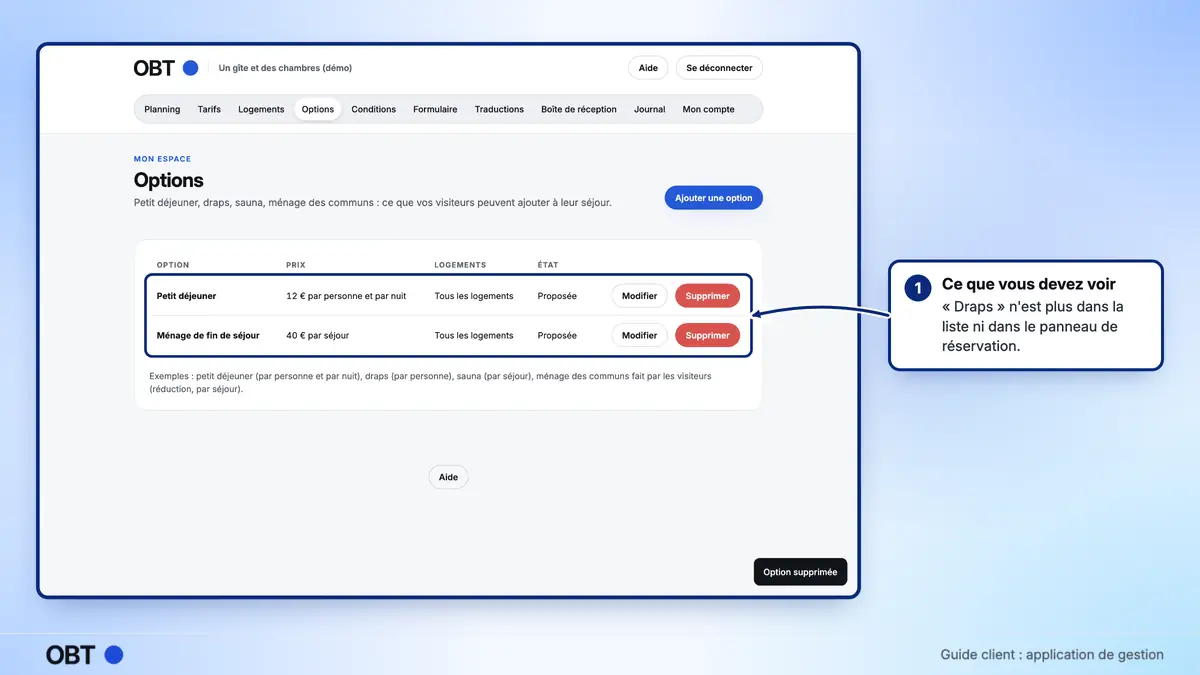 OBT
Un gîte et des chambres (démo)
Aide
Se déconnecter
Planning
Tarifs
Logements
Options
Conditions
Formulaire
Traductions
Boîte de réception
Journal
Mon compte
MON ESPACE
Options
Petit déjeuner, draps, sauna, ménage des communs : ce que vos visiteurs peuvent ajouter à leur séjour.
Ajouter une option
OPTION PRIX LOGEMENTS ÉTAT
Petit déjeuner 12 € par personne et par nuit Tous les logements Proposée Modifier Supprimer
Ménage de fin de séjour 40 € par séjour Tous les logements Proposée Modifier Supprimer
Exemples : petit déjeuner (par personne et par nuit), draps (par personne), sauna (par séjour), ménage des communs fait par les visiteurs
(réduction, par séjour).
Aide
Option supprimée
1
Ce que vous devez voir
« Draps » n'est plus dans la
liste ni dans le panneau de
réservation.
OBT
Guide client : application de gestion